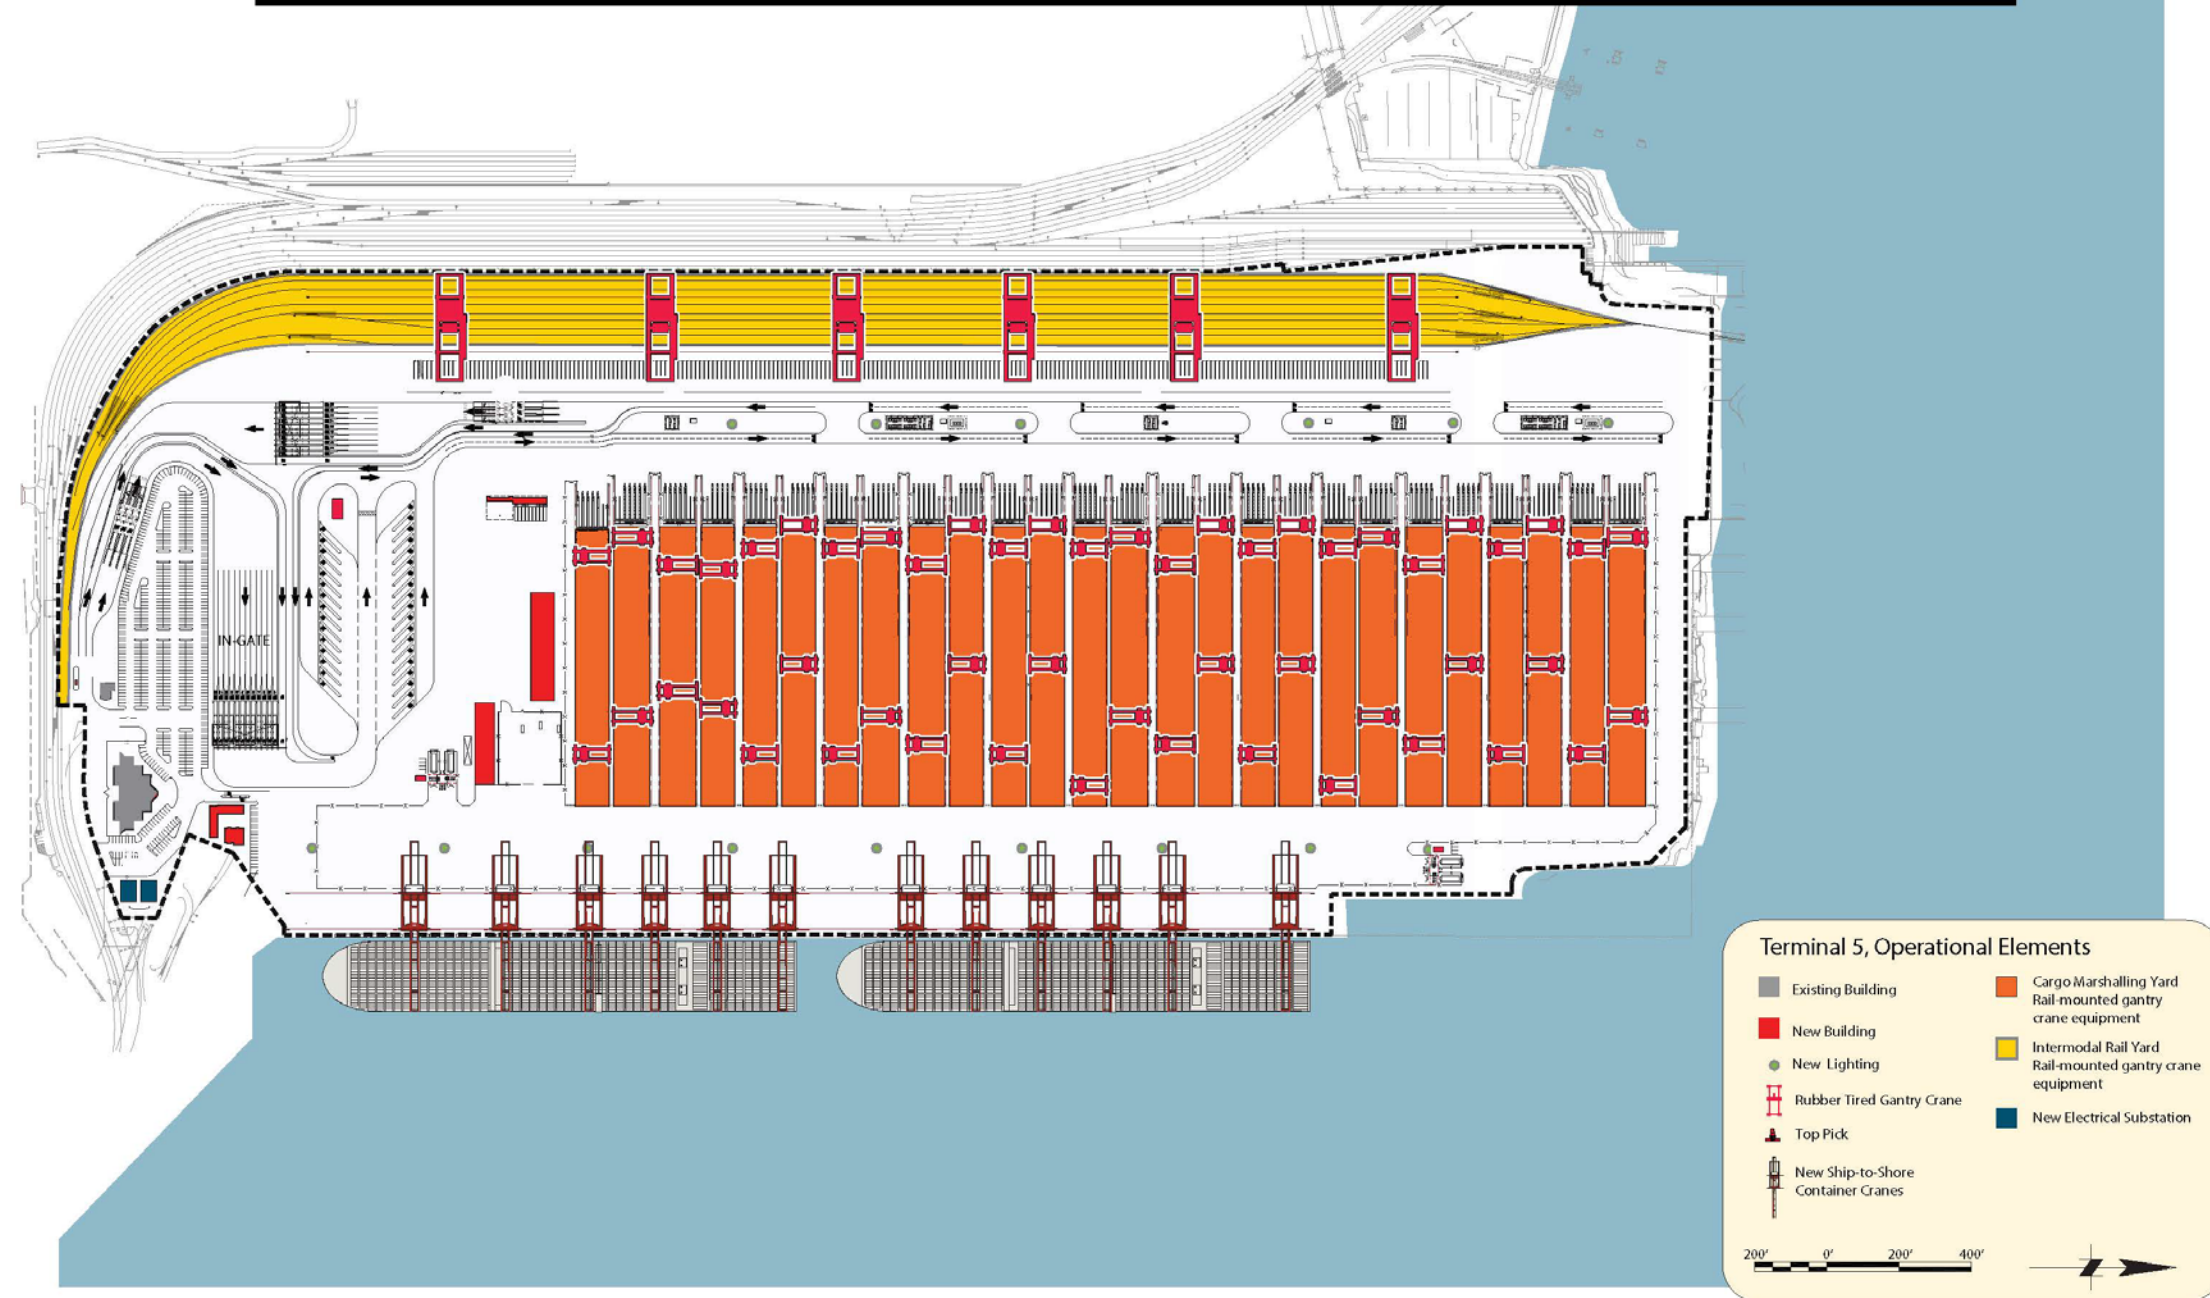 IN-GATE
Terminal 5, Operational Elements
Existing Building
New Building
New Lighting
Rubber Tired Gantry Crane
Top Pick
New Ship-to-Shore
Container Cranes
Cargo Marshalling Yard
Rail-mounted gantry
crane equipment
Intermodal Rail Yard
Rail-mounted gantry crane
equipment
New Electrical Substation
200' 0' 200' 400'